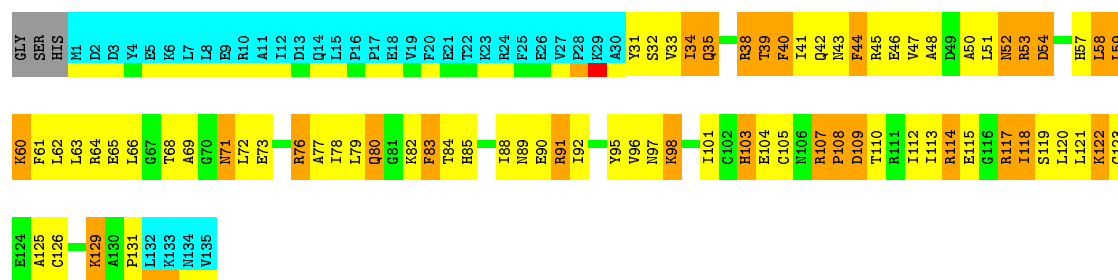 GLY SER HIS M1 D2 D3 Y4 E5 K6 L7 L8 E9 R10 A11 I12 D13 Q14 L15 P16 P17 E18 V19 F20 E21 T22 K23 R24 F25 E26 V27 P28 K29 A30 Y31 S32 V33 I34 Q35 R38 T39 F40 I41 Q42 N43 F44 R45 E46 V47 A48 D49 A50 L51 N52 R53 D54 H57 L58 L59
K60 F61 L62 L63 R64 E65 L66 G67 T68 A69 G70 N71 L72 E73 R76 A77 I78 L79 Q80 G81 K82 F83 T84 H85 I88 N89 E90 R91 I92 Y95 V96 N97 K98 I101 C102 H103 E104 C105 N106 R107 P108 D109 T110 R111 I112 I113 R114 E115 G116 R117 I118 S119 L120 L121 K122
E124 A125 C126 K129 A130 P131 L132 K133 N134 V135